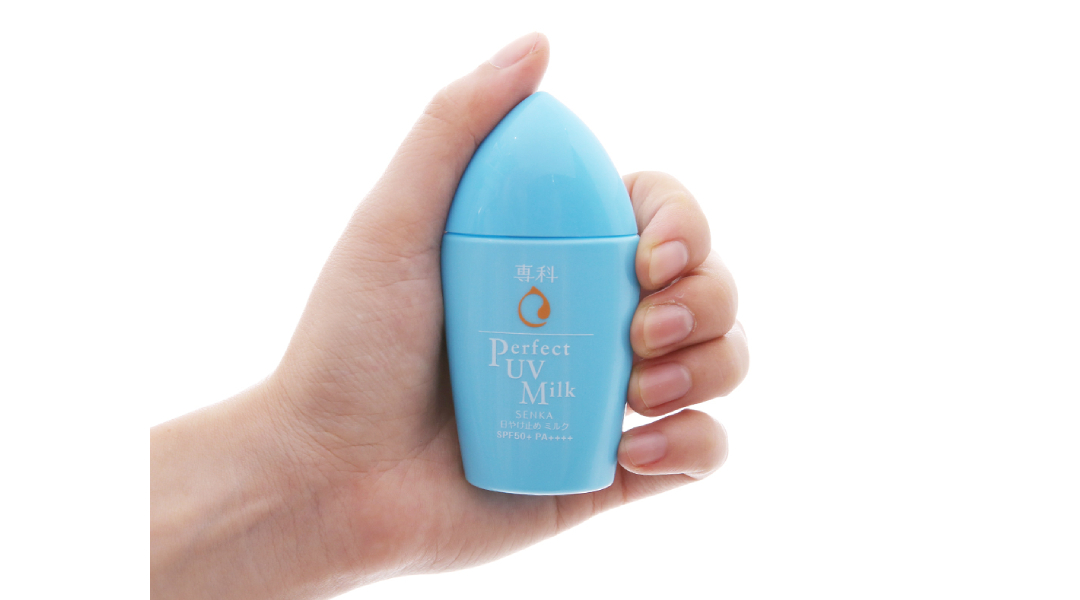 専科
Perfect
UV
Milk
SENKA
日やけ止め ミルク
SPF50+ PA++++